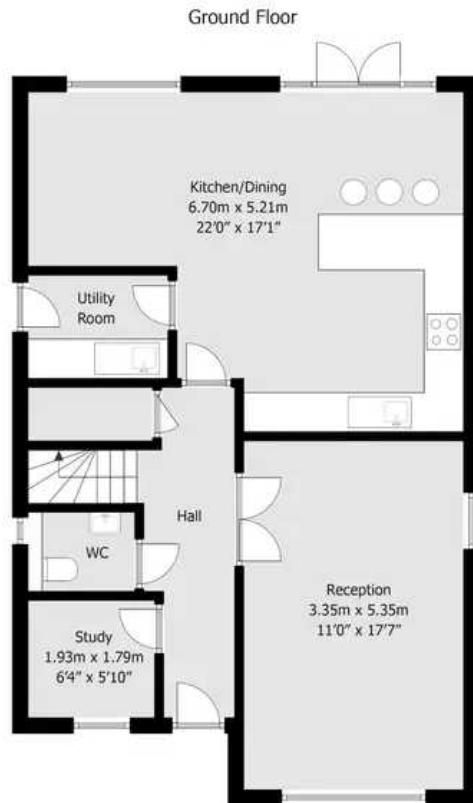 Ground Floor
Kitchen/Dining
6.70m x 5.21m
22'0" x 17'1"
Utility
Room
Hall
WC
Reception
3.35m x 5.35m
11'0" x 17'7"
Study
1.93m x 1.79m
6'4" x 5'10"